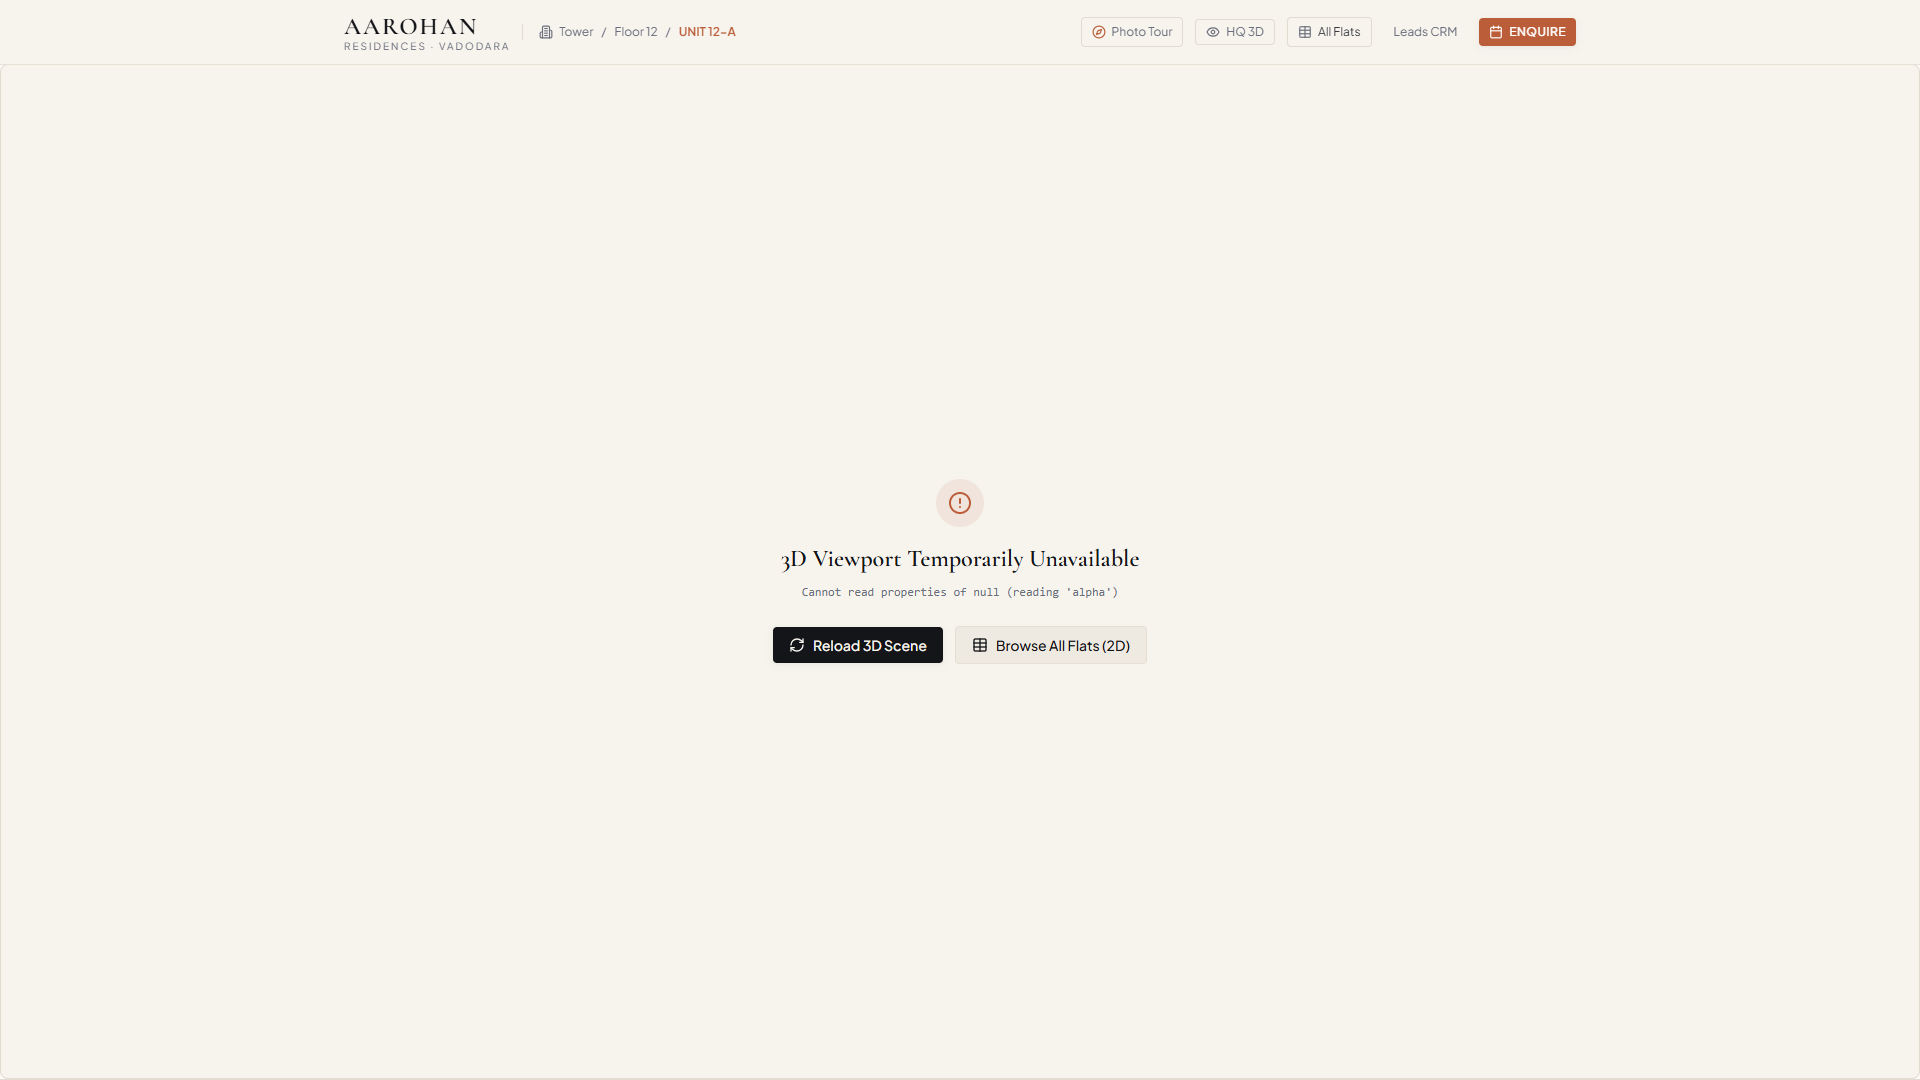 AAROHAN
RESIDENCES · VADODARA
Tower / Floor 12 / UNIT 12-A
Photo Tour
HQ 3D
All Flats
Leads CRM
ENQUIRE
3D Viewport Temporarily Unavailable
Cannot read properties of null (reading 'alpha')
Reload 3D Scene
Browse All Flats (2D)